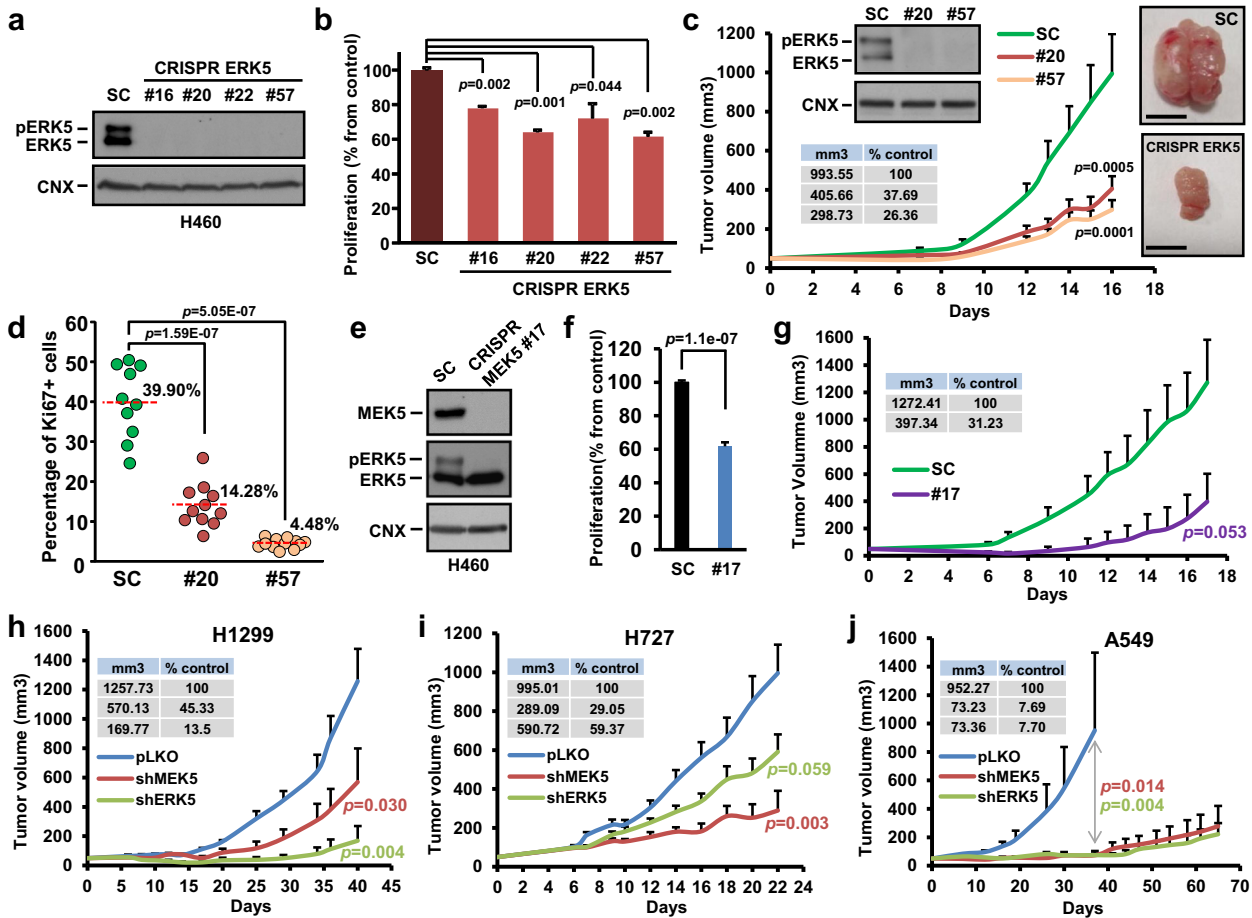 a
CRISPR ERK5
SC #16 #20 #22 #57
pERK5
ERK5
CNX
H460
b
Proliferation (% from control)
120
100
80
60
40
20
0
p=0.002
p=0.001
p=0.044
p=0.002
SC #16 #20 #22 #57
CRISPR ERK5
c
SC #20 #57
pERK5
ERK5
CNX
SC
#20
#57
mm3 % control
993.55 100
405.66 37.69
298.73 26.36
Tumor volume (mm3)
1200
1000
800
600
400
200
0
p=0.0005
p=0.0001
0 2 4 6 8 10 12 14 16 18
Days
SC
CRISPR ERK5
d
Percentage of Ki67+ cells
60
50
40
30
20
10
0
p=5.05E-07
p=1.59E-07
39.90%
14.28%
4.48%
SC #20 #57
e
SC
CRISPR
MEK5 #17
MEK5
pERK5
ERK5
CNX
H460
f
Proliferation(% from control)
120
100
80
60
40
20
0
p=1.1e-07
SC #17
g
Tumor Volumme (mm3)
1600
1400
1200
1000
800
600
400
200
0
mm3 % control
1272.41 100
397.34 31.23
SC
#17
p=0.053
0 2 4 6 8 10 12 14 16 18
Days
h
H1299
Tumor volume (mm3)
1600
1400
1200
1000
800
600
400
200
0
mm3 % control
1257.73 100
570.13 45.33
169.77 13.5
pLKO
shMEK5
shERK5
p=0.030
p=0.004
0 5 10 15 20 25 30 35 40 45
Days
i
H727
Tumor volume (mm3)
1200
1000
800
600
400
200
0
mm3 % control
995.01 100
289.09 29.05
590.72 59.37
pLKO
shMEK5
shERK5
p=0.059
p=0.003
0 2 4 6 8 10 12 14 16 18 20 22 24
Days
j
A549
Tumor volume (mm3)
1600
1400
1200
1000
800
600
400
200
0
mm3 % control
952.27 100
73.23 7.69
73.36 7.70
pLKO
shMEK5
shERK5
p=0.014
p=0.004
0 10 20 30 40 50 60 70
Days